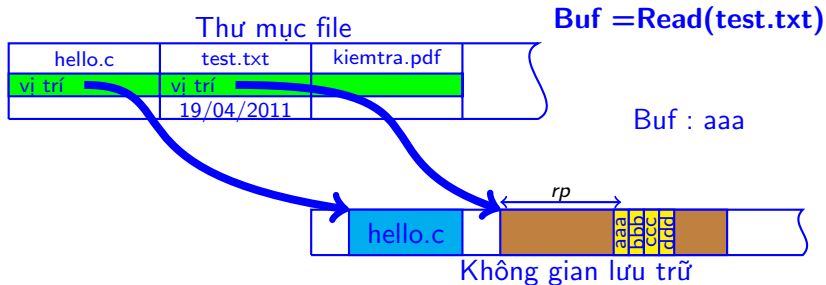 Buf =Read(test.txt)
Thư mục file
hello.c test.txt kiemtra.pdf
vị trí vị trí
19/04/2011
Buf : aaa
rp
hello.c aaa bbb ccc ddd
Không gian lưu trữ